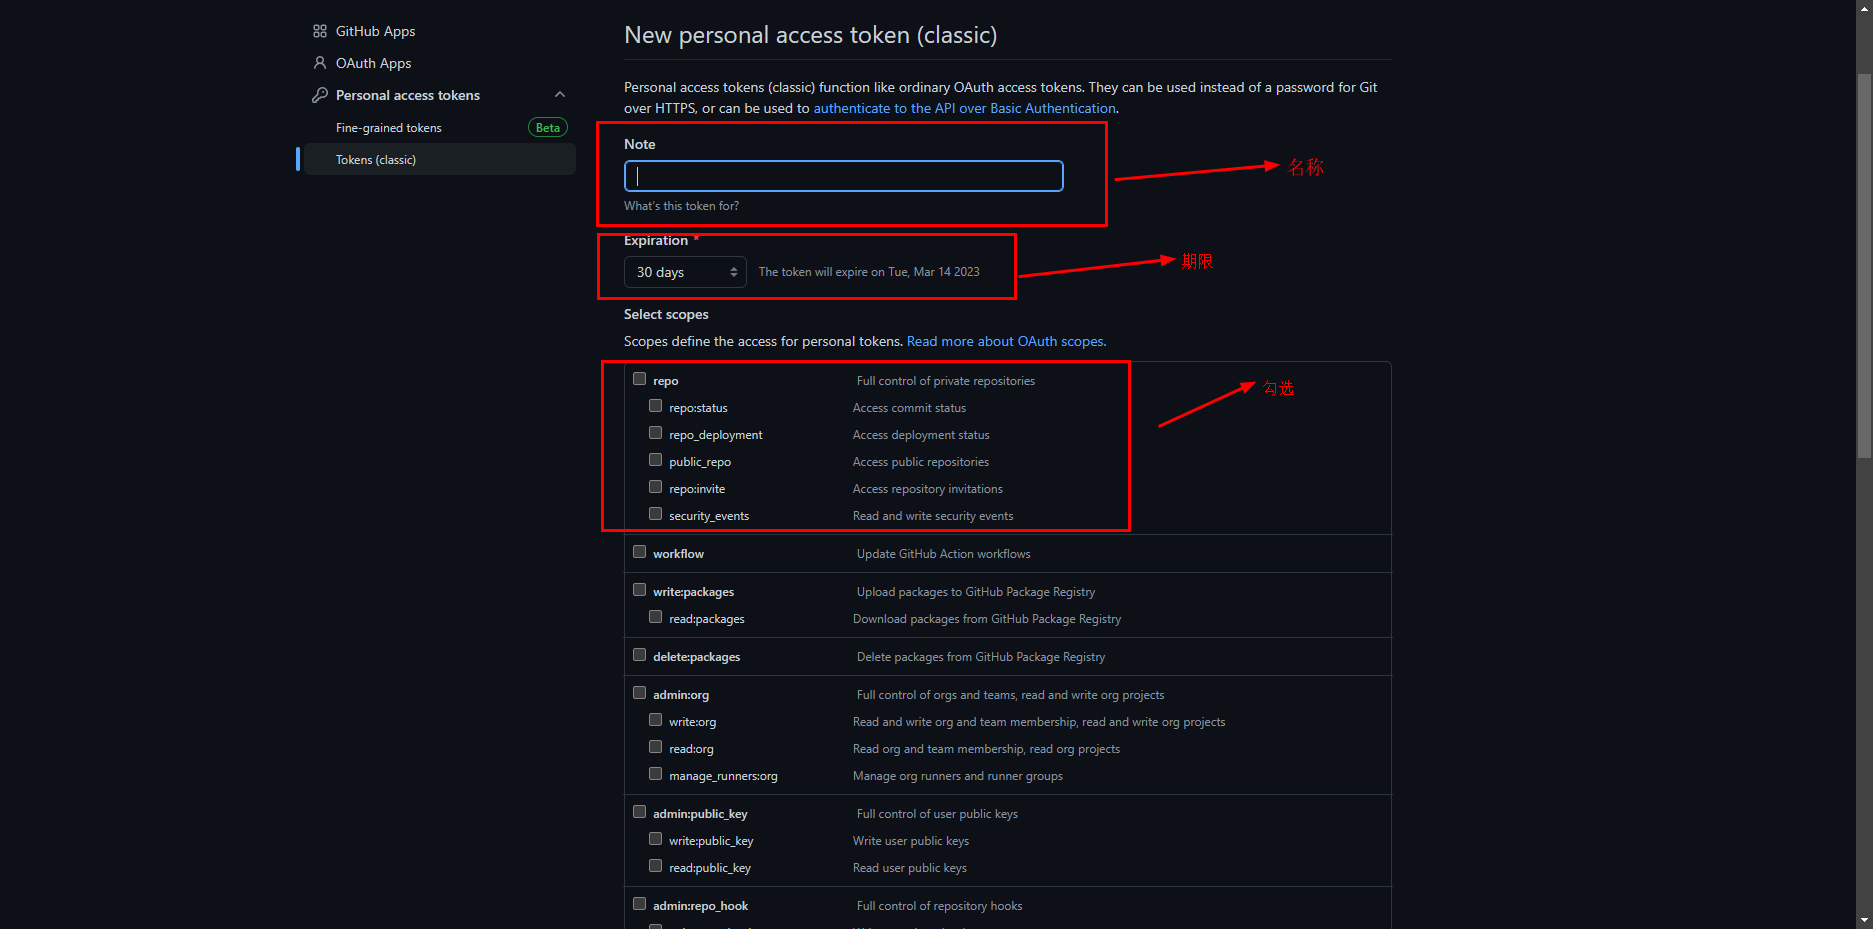 GitHub Apps
OAuth Apps
Personal access tokens
Fine-grained tokens Beta
Tokens (classic)
New personal access token (classic)
Personal access tokens (classic) function like ordinary OAuth access tokens. They can be used instead of a password for Git
over HTTPS, or can be used to authenticate to the API over Basic Authentication.
Note
名称
What's this token for?
Expiration *
30 days The token will expire on Tue, Mar 14 2023
期限
Select scopes
Scopes define the access for personal tokens. Read more about OAuth scopes.
勾选
repo Full control of private repositories
repo:status Access commit status
repo_deployment Access deployment status
public_repo Access public repositories
repo:invite Access repository invitations
security_events Read and write security events
workflow Update GitHub Action workflows
write:packages Upload packages to GitHub Package Registry
read:packages Download packages from GitHub Package Registry
delete:packages Delete packages from GitHub Package Registry
admin:org Full control of orgs and teams, read and write org projects
write:org Read and write org and team membership, read and write org projects
read:org Read org and team membership, read org projects
manage_runners:org Manage org runners and runner groups
admin:public_key Full control of user public keys
write:public_key Write user public keys
read:public_key Read user public keys
admin:repo_hook Full control of repository hooks